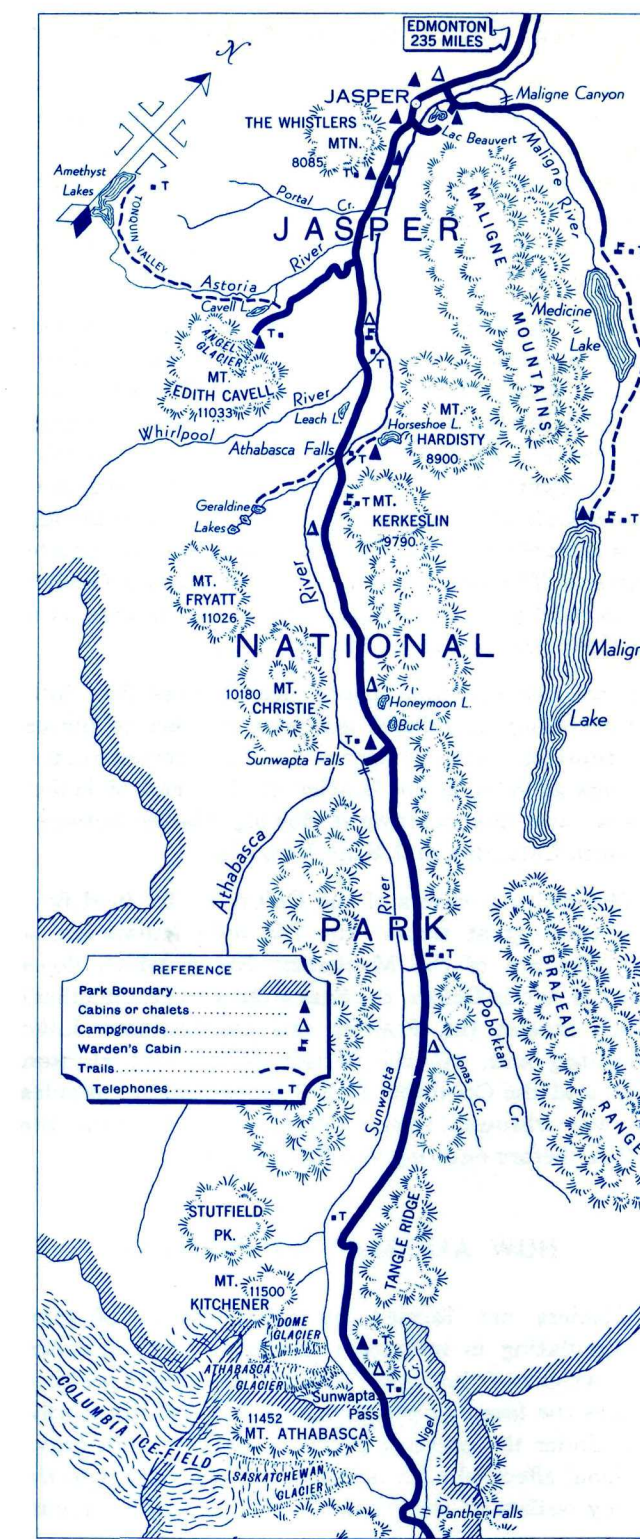 EDMONTON
235 MILES
N
JASPER
Maligne Canyon
THE WHISTLERS
MTN.
8085
T
Lac Beauvert
Amethyst
Lakes
T
Maligne River
Portal Cr.
TONQUIN VALLEY
JASPER
MALIGNE
MOUNTAINS
T
Astoria River
Medicine
Lake
Cavell L.
T
ANGEL GLACIER
MT.
EDITH CAVELL
11033
T
Whirlpool River
Leach L.
Horseshoe L.
MT.
HARDISTY
8900
Athabasca Falls
T
T
Geraldine
Lakes
T
MT.
KERKESLIN
9790
River
MT.
FRYATT
11026
NATIONAL
Malign
Lake
10180
MT.
CHRISTIE
Honeymoon L.
Buck L.
T
Sunwapta Falls
Athabasca
River
PARK
T
BRAZEAU
RANGE
REFERENCE
Park Boundary
Cabins or chalets
Campgrounds
Warden's Cabin
Trails
Telephones T
Poboktan Cr.
Jonas Cr.
Sunwapta
STUTFIELD
PK.
T
TANGLE RIDGE
MT.
KITCHENER
11500
DOME
GLACIER
T
ATHABASCA
GLACIER
Sunwapta
Pass
T
Nigel Cr.
COLUMBIA ICE-FIELD
11452
MT. ATHABASCA
SASKATCHEWAN
GLACIER
Panther Falls